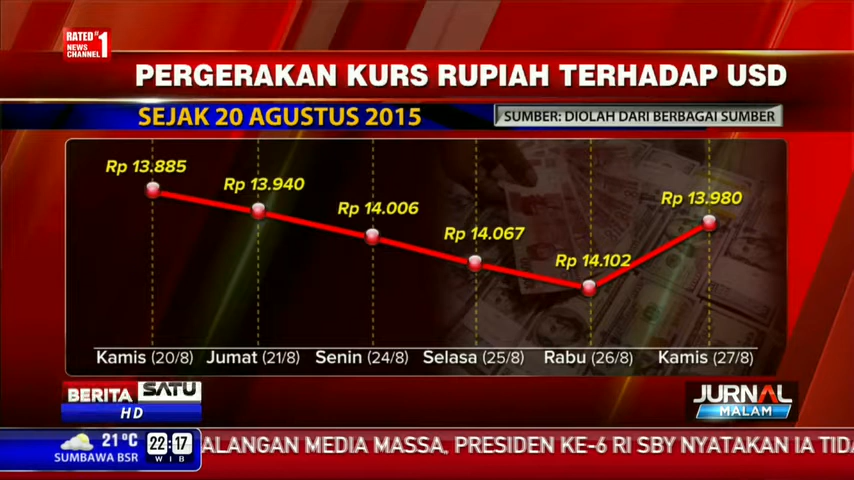 RATED #1
NEWS
CHANNEL
PERGERAKAN KURS RUPIAH TERHADAP USD
SEJAK 20 AGUSTUS 2015
SUMBER: DIOLAH DARI BERBAGAI SUMBER
Rp 13.885
Rp 13.940
Rp 14.006
Rp 14.067
Rp 14.102
Rp 13.980
Kamis (20/8) Jumat (21/8) Senin (24/8) Selasa (25/8) Rabu (26/8) Kamis (27/8)
BERITA SATU
HD
JURNAL
MALAM
21°C
SUMBAWA BSR
22:17
WIB
ALANGAN MEDIA MASSA, PRESIDEN KE-6 RI SBY NYATAKAN IA TIDA